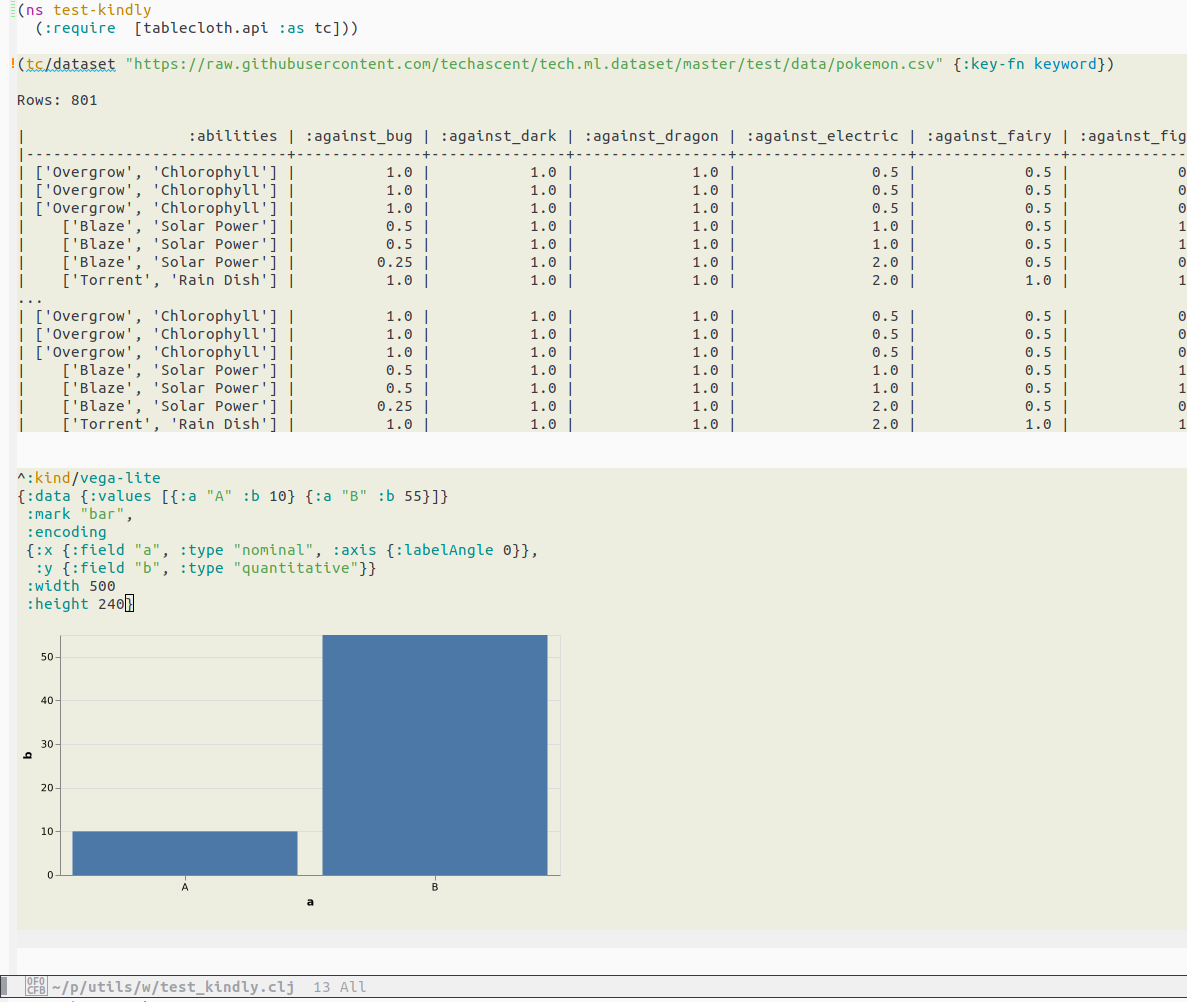 (ns test-kindly
  (:require  [tablecloth.api :as tc]))
!(tc/dataset "https://raw.githubusercontent.com/techascent/tech.ml.dataset/master/test/data/pokemon.csv" {:key-fn keyword})
Rows: 801
|                  :abilities | :against_bug | :against_dark | :against_dragon | :against_electric | :against_fairy | :against_fig
|-----------------------------+--------------+---------------+-----------------+-------------------+----------------+-------------
| ['Overgrow', 'Chlorophyll'] |          1.0 |           1.0 |             1.0 |               0.5 |            0.5 |           0
| ['Overgrow', 'Chlorophyll'] |          1.0 |           1.0 |             1.0 |               0.5 |            0.5 |           0
| ['Overgrow', 'Chlorophyll'] |          1.0 |           1.0 |             1.0 |               0.5 |            0.5 |           0
|    ['Blaze', 'Solar Power'] |          0.5 |           1.0 |             1.0 |               1.0 |            0.5 |           1
|    ['Blaze', 'Solar Power'] |          0.5 |           1.0 |             1.0 |               1.0 |            0.5 |           1
|    ['Blaze', 'Solar Power'] |         0.25 |           1.0 |             1.0 |               2.0 |            0.5 |           0
|    ['Torrent', 'Rain Dish'] |          1.0 |           1.0 |             1.0 |               2.0 |            1.0 |           1
...
| ['Overgrow', 'Chlorophyll'] |          1.0 |           1.0 |             1.0 |               0.5 |            0.5 |           0
| ['Overgrow', 'Chlorophyll'] |          1.0 |           1.0 |             1.0 |               0.5 |            0.5 |           0
| ['Overgrow', 'Chlorophyll'] |          1.0 |           1.0 |             1.0 |               0.5 |            0.5 |           0
|    ['Blaze', 'Solar Power'] |          0.5 |           1.0 |             1.0 |               1.0 |            0.5 |           1
|    ['Blaze', 'Solar Power'] |          0.5 |           1.0 |             1.0 |               1.0 |            0.5 |           1
|    ['Blaze', 'Solar Power'] |         0.25 |           1.0 |             1.0 |               2.0 |            0.5 |           0
|    ['Torrent', 'Rain Dish'] |          1.0 |           1.0 |             1.0 |               2.0 |            1.0 |           1
^:kind/vega-lite
{:data {:values [{:a "A" :b 10} {:a "B" :b 55}]}
 :mark "bar",
 :encoding
 {:x {:field "a", :type "nominal", :axis {:labelAngle 0}},
  :y {:field "b", :type "quantitative"}}
 :width 500
 :height 240}
50
40
30
b
20
10
0
A B
a
0F0CFB ~/p/utils/w/test_kindly.clj  13 All